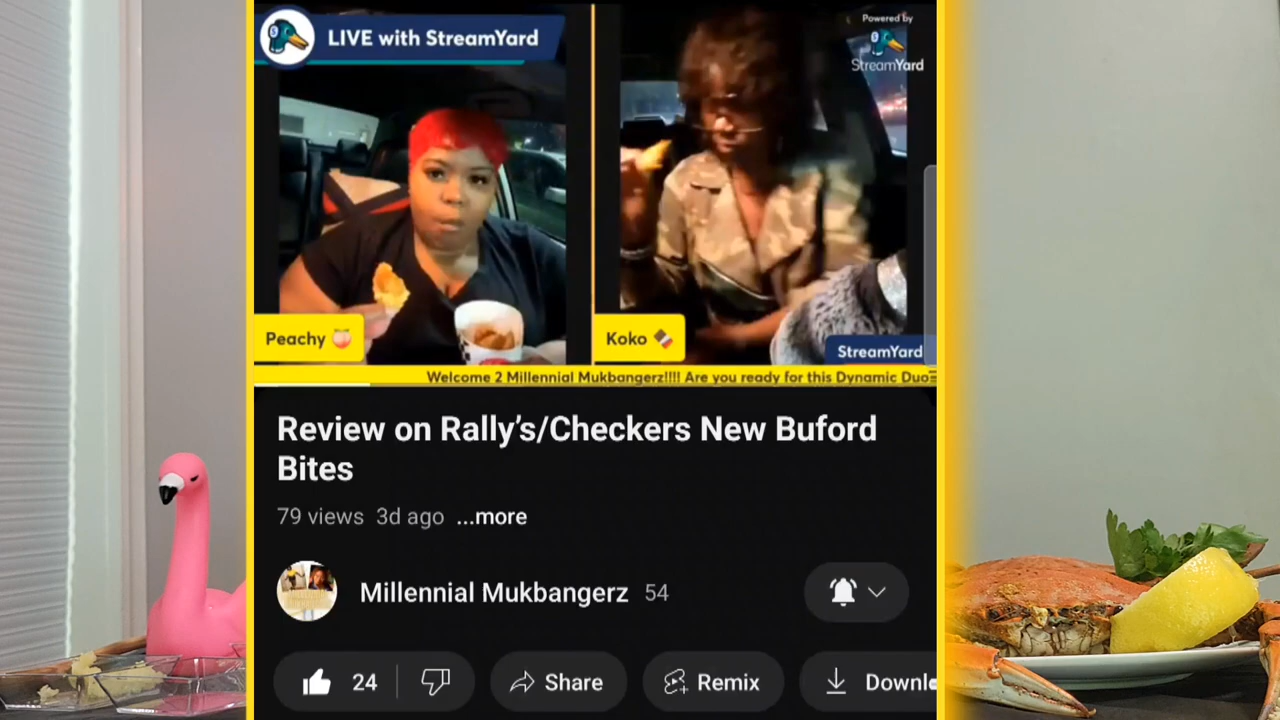 LIVE with StreamYard
Powered by
StreamYard
Peachy
Koko
StreamYard
Welcome 2 Millennial Mukbangerz!!!! Are you ready for this Dynamic Duo
Review on Rally's/Checkers New Buford
Bites
79 views 3d ago ...more
Millennial Mukbangerz 54
24
Share
Remix
Downl